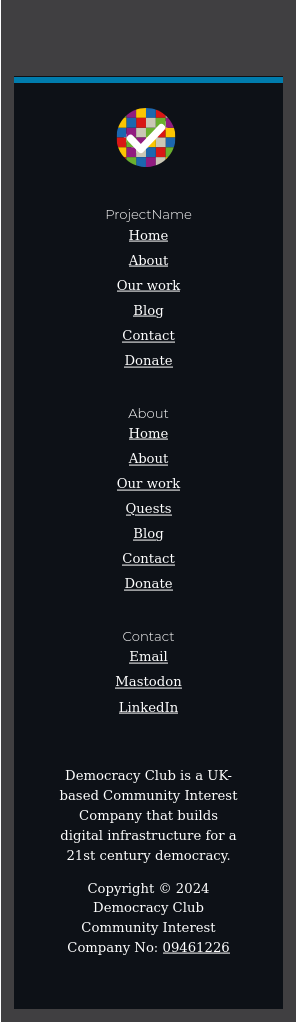 ProjectName
Home
About
Our work
Blog
Contact
Donate
About
Home
About
Our work
Quests
Blog
Contact
Donate
Contact
Email
Mastodon
LinkedIn
Democracy Club is a UK-
based Community Interest
Company that builds
digital infrastructure for a
21st century democracy.
Copyright © 2024
Democracy Club
Community Interest
Company No: 09461226